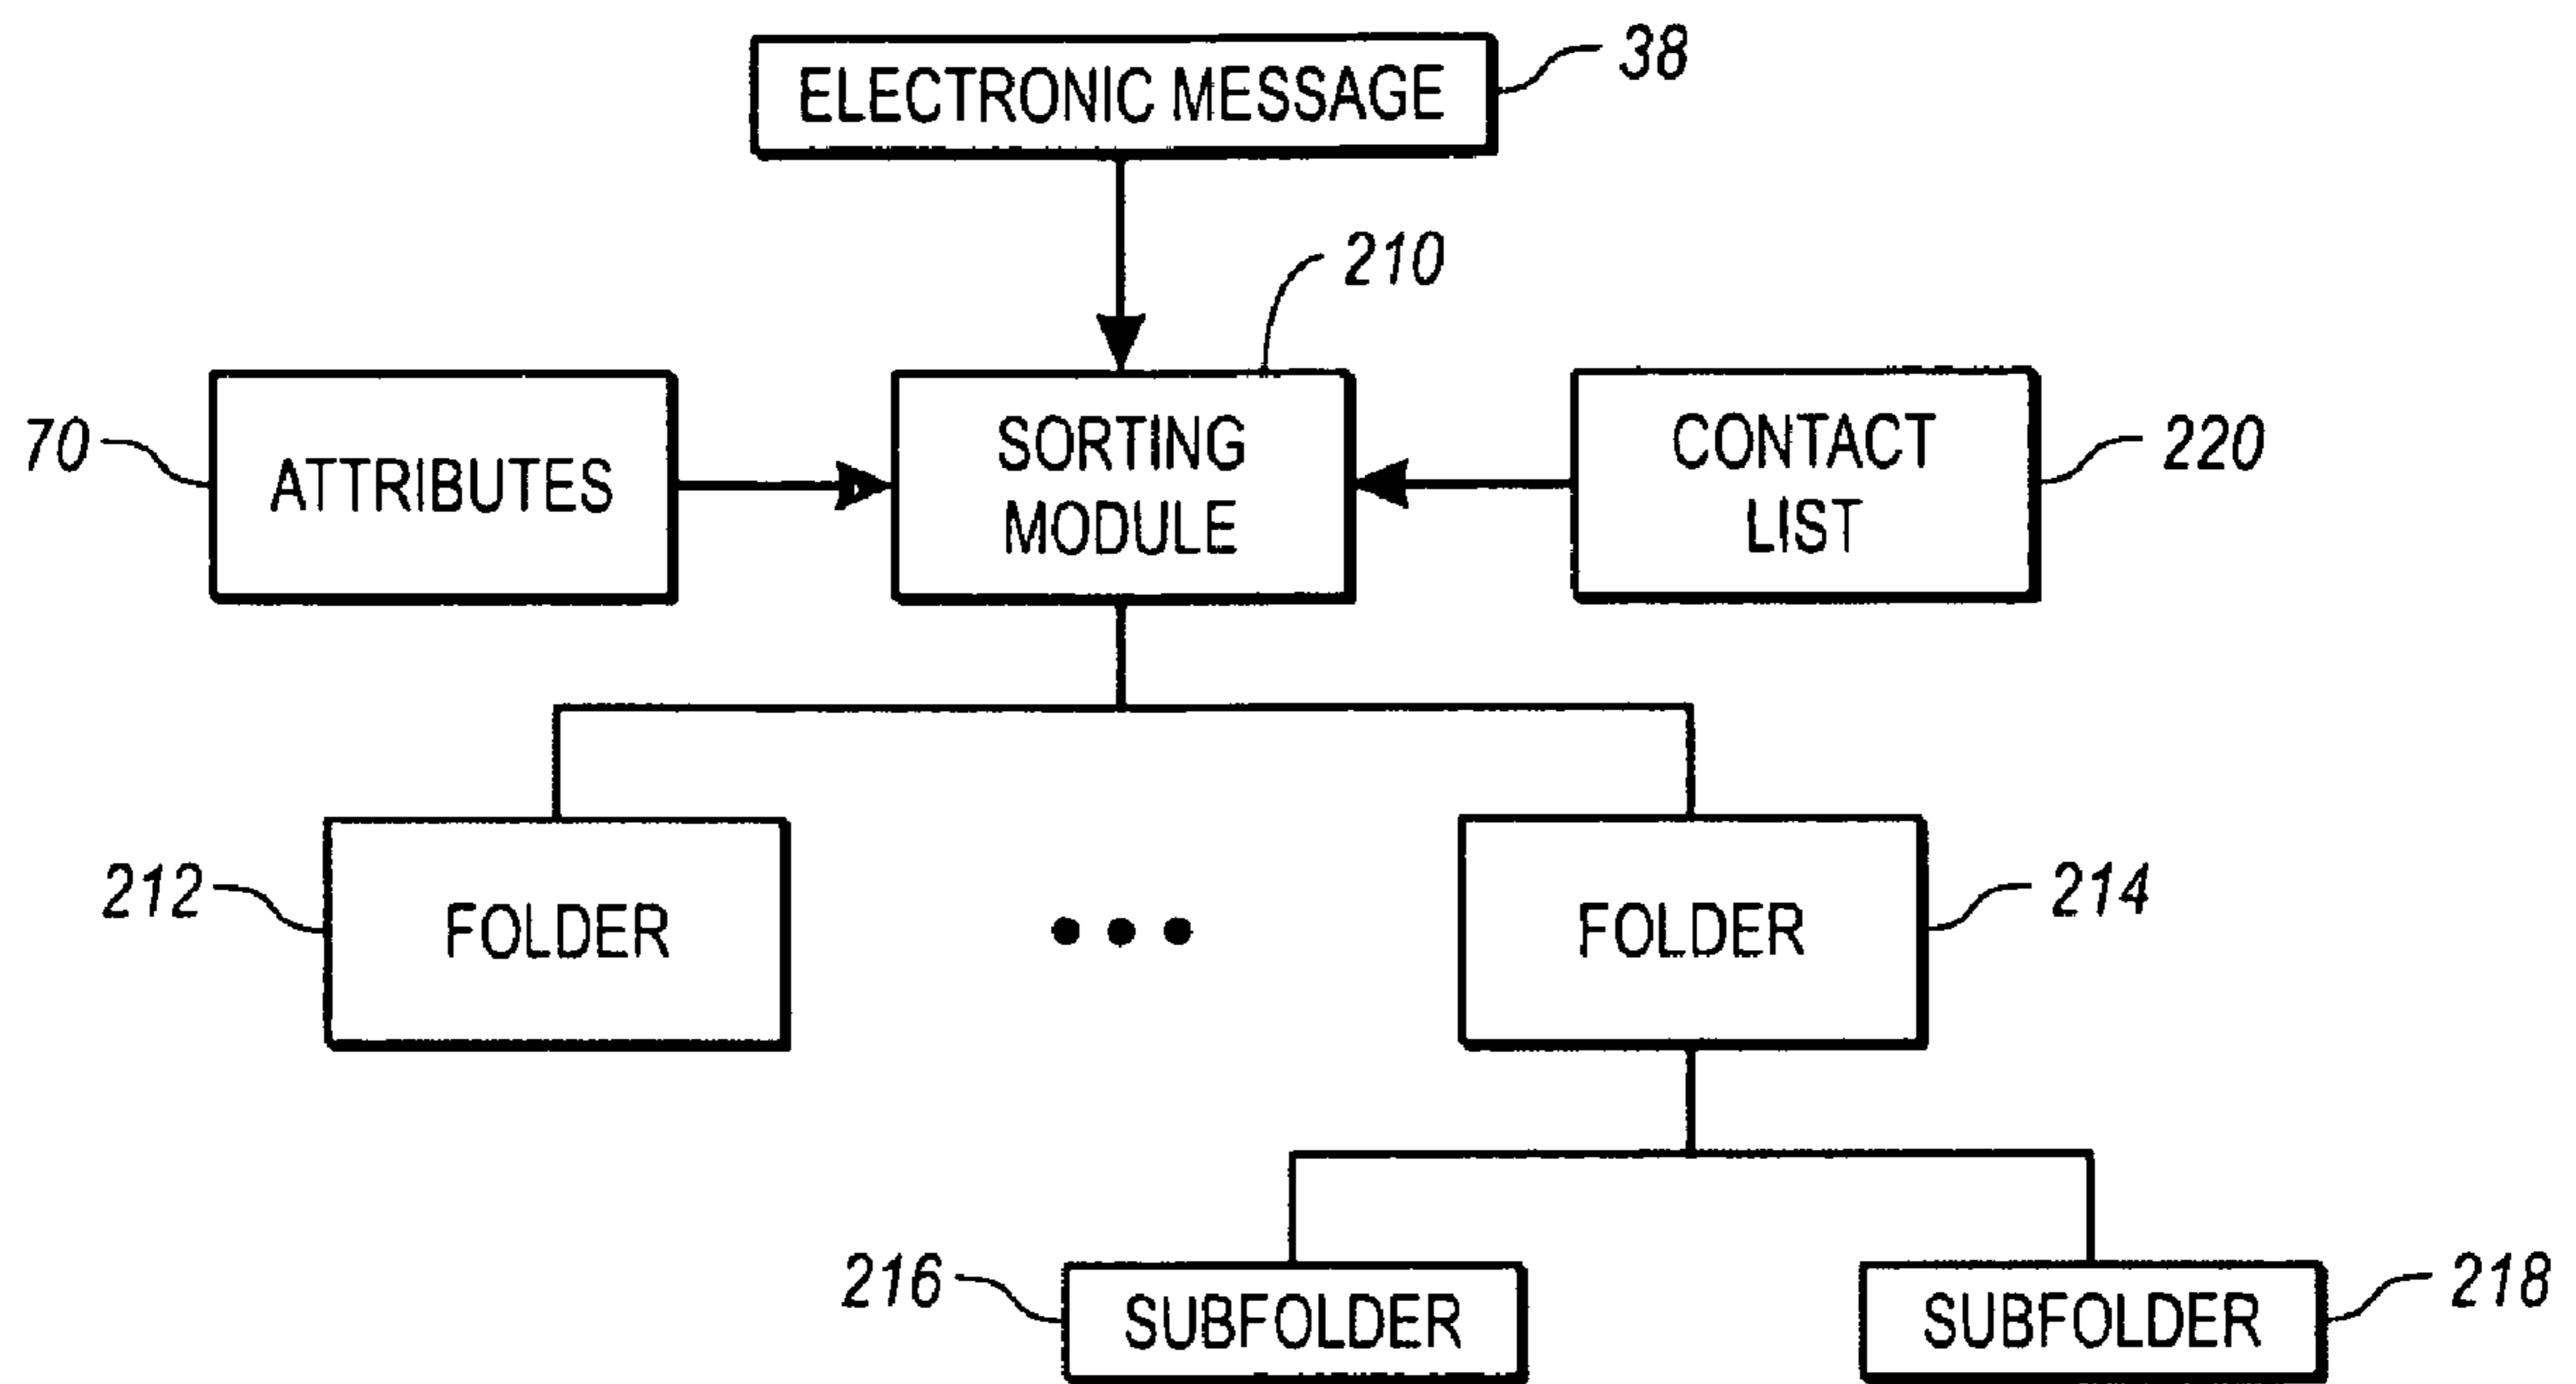 ELECTRONIC MESSAGE
38
210
70
ATTRIBUTES
SORTING
MODULE
CONTACT
LIST
220
212
FOLDER
FOLDER
214
216
SUBFOLDER
SUBFOLDER
218